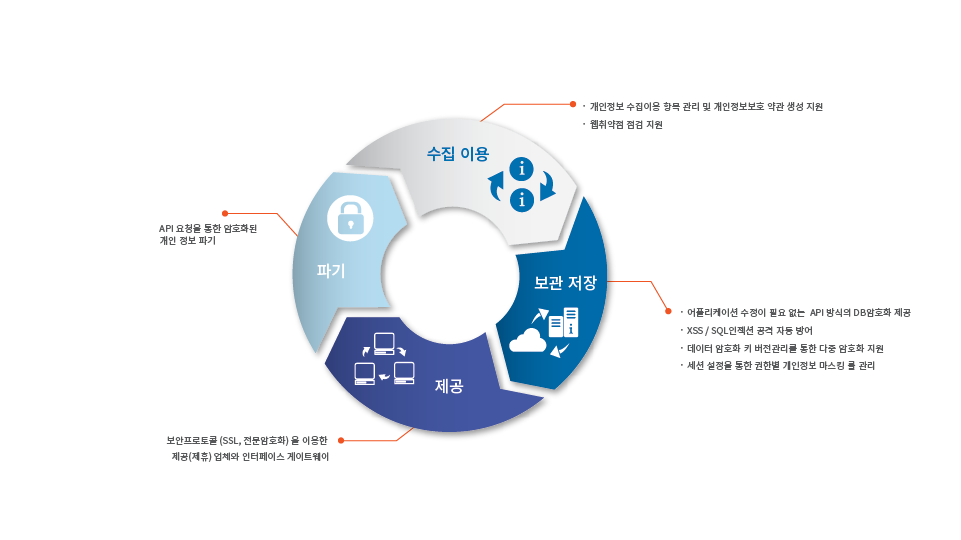 · 개인정보 수집이용 항목 관리 및 개인정보보호 약관 생성 지원
· 웹취약점 점검 지원
수집 이용
i
i
API 요청을 통한 암호화된
개인 정보 파기
파기
보관 저장
i
· 어플리케이션 수정이 필요 없는 API 방식의 DB암호화 제공
· XSS / SQL인젝션 공격 자동 방어
· 데이터 암호화 키 버전관리를 통한 다중 암호화 지원
· 세션 설정을 통한 권한별 개인정보 마스킹 룰 관리
제공
보안프로토콜 (SSL, 전문암호화) 을 이용한
제공(제휴) 업체와 인터페이스 게이트웨이